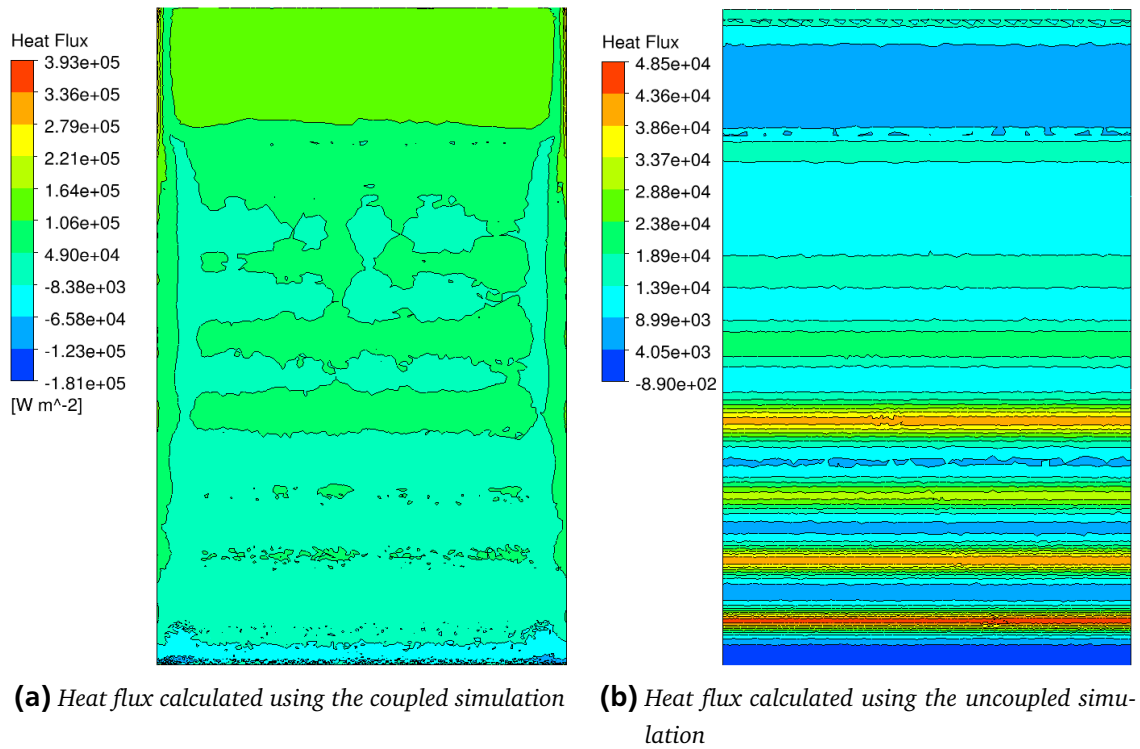 Heat Flux
3.93e+05
3.36e+05
2.79e+05
2.21e+05
1.64e+05
1.06e+05
4.90e+04
-8.38e+03
-6.58e+04
-1.23e+05
-1.81e+05
[W m^-2]
Heat Flux
4.85e+04
4.36e+04
3.86e+04
3.37e+04
2.88e+04
2.38e+04
1.89e+04
1.39e+04
8.99e+03
4.05e+03
-8.90e+02
(a) Heat flux calculated using the coupled simulation
(b) Heat flux calculated using the uncoupled simu-
lation